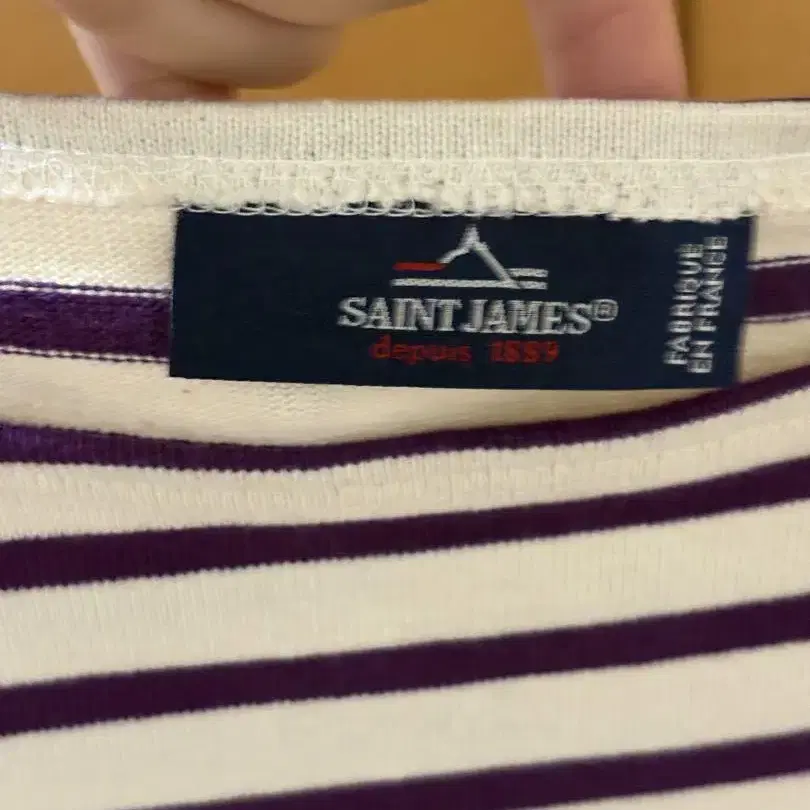 SAINT JAMES®
depuis 1889
FABRIQUÉ
EN FRANCE